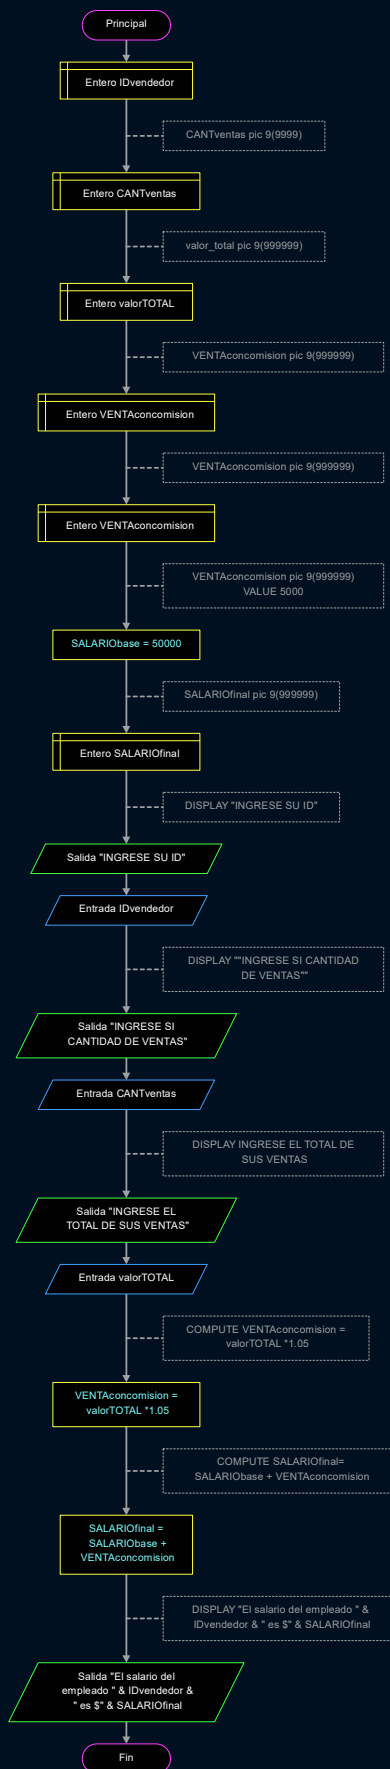 Principal
Entero IDvendedor
CANTventas pic 9(9999)
Entero CANTventas
valor_total pic 9(999999)
Entero valorTOTAL
VENTAconcomision pic 9(999999)
Entero VENTAconcomision
VENTAconcomision pic 9(999999)
Entero VENTAconcomision
VENTAconcomision pic 9(999999)
VALUE 5000
SALARIObase = 50000
SALARIOfinal pic 9(999999)
Entero SALARIOfinal
DISPLAY "INGRESE SU ID"
Salida "INGRESE SU ID"
Entrada IDvendedor
DISPLAY ""INGRESE SI CANTIDAD
DE VENTAS""
Salida "INGRESE SI
CANTIDAD DE VENTAS"
Entrada CANTventas
DISPLAY INGRESE EL TOTAL DE
SUS VENTAS
Salida "INGRESE EL
TOTAL DE SUS VENTAS"
Entrada valorTOTAL
COMPUTE VENTAconcomision =
valorTOTAL *1.05
VENTAconcomision =
valorTOTAL *1.05
COMPUTE SALARIOfinal=
SALARIObase + VENTAconcomision
SALARIOfinal =
SALARIObase +
VENTAconcomision
DISPLAY "El salario del empleado " &
IDvendedor & " es $" & SALARIOfinal
Salida "El salario del
empleado " & IDvendedor &
" es $" & SALARIOfinal
Fin